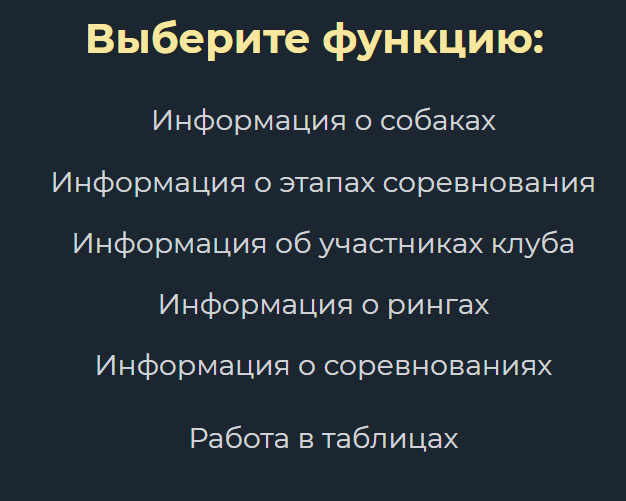 Выберите функцию:
Информация о собаках
Информация о этапах соревнования
Информация об участниках клуба
Информация о рингах
Информация о соревнованиях
Работа в таблицах